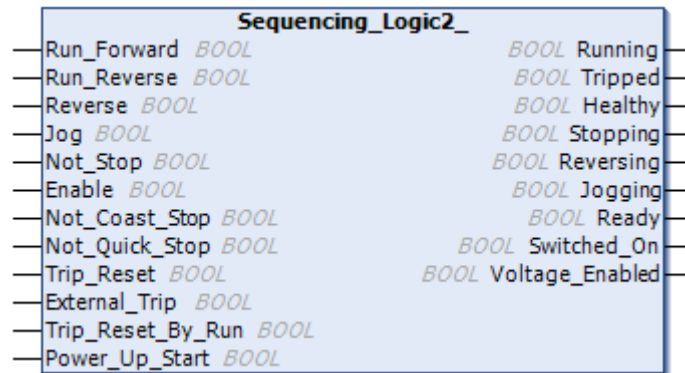 Sequencing_Logic2_
Run_Forward BOOL BOOL Running
Run_Reverse BOOL BOOL Tripped
Reverse BOOL BOOL Healthy
Jog BOOL BOOL Stopping
Not_Stop BOOL BOOL Reversing
Enable BOOL BOOL Jogging
Not_Coast_Stop BOOL BOOL Ready
Not_Quick_Stop BOOL BOOL Switched_On
Trip_Reset BOOL BOOL Voltage_Enabled
External_Trip BOOL
Trip_Reset_By_Run BOOL
Power_Up_Start BOOL